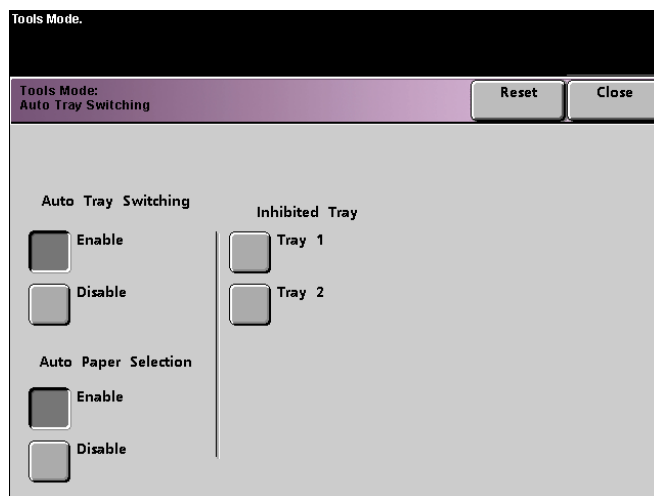 Tools Mode.
Tools Mode:
Auto Tray Switching
Reset
Close
Auto Tray Switching
Enable
Disable
Auto Paper Selection
Enable
Disable
Inhibited Tray
Tray 1
Tray 2